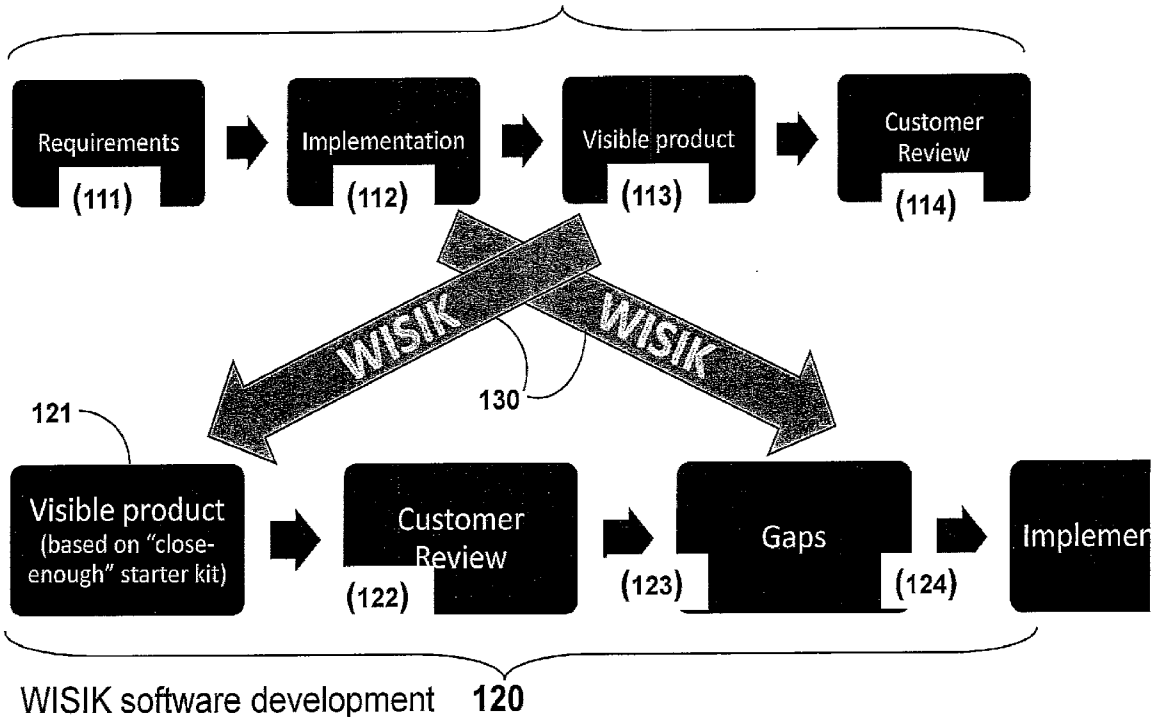 Requirements
(111)
Implementation
(112)
Visible product
(113)
Customer
Review
(114)
WISIK
WISIK
130
121
Visible product
(based on "close-
enough" starter kit)
Customer
Review
(122)
Gaps
(123)
(124)
Implemen
WISIK software development 120